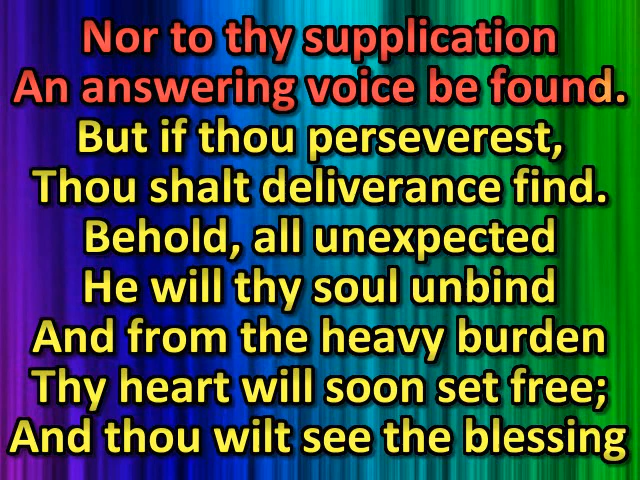 Nor to thy supplication
An answering voice be found.
But if thou perseverest,
Thou shalt deliverance find.
Behold, all unexpected
He will thy soul unbind
And from the heavy burden
Thy heart will soon set free;
And thou wilt see the blessing